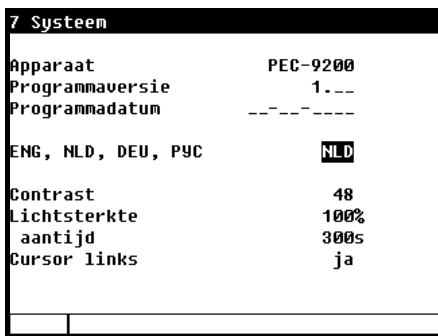 7 Systeem
Apparaat PEC-9200
Programmaversie 1.__
Programmadatum __-__-____
ENG, NLD, DEU, РУС NLD
Contrast 48
Lichtsterkte 100%
aantijd 300s
Cursor links ja